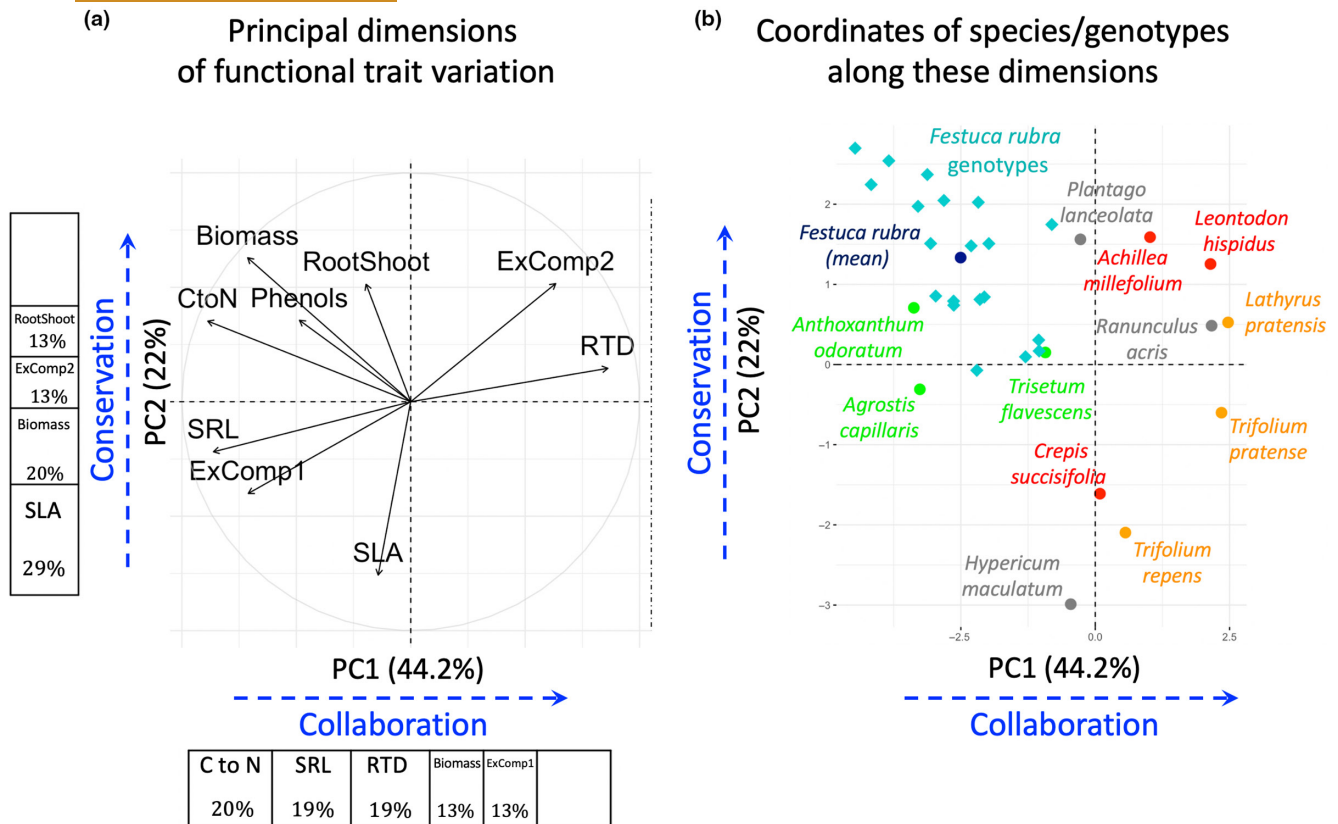 (a)
Principal dimensions
of functional trait variation
Biomass
RootShoot
ExComp2
CtoN
Phenols
RTD
SRL
ExComp1
SLA
RootShoot
13%
ExComp2
13%
Biomass
20%
SLA
29%
Conservation
PC2 (22%)
PC1 (44.2%)
Collaboration
C to N
20%
SRL
19%
RTD
19%
Biomass
13%
ExComp1
13%
(b)
Coordinates of species/genotypes
along these dimensions
Festuca rubra
genotypes
Plantago
lanceolata
Leontodon
hispidus
Festuca rubra
(mean)
Achillea
millefolium
Lathyrus
pratensis
Anthoxanthum
odoratum
Ranunculus
acris
Trisetum
flavescens
Agrostis
capillaris
Trifolium
pratense
Crepis
succisifolia
Trifolium
repens
Hypericum
maculatum
2
1
0
−1
−2
−3
−2.5
0.0
2.5
Conservation
PC2 (22%)
PC1 (44.2%)
Collaboration